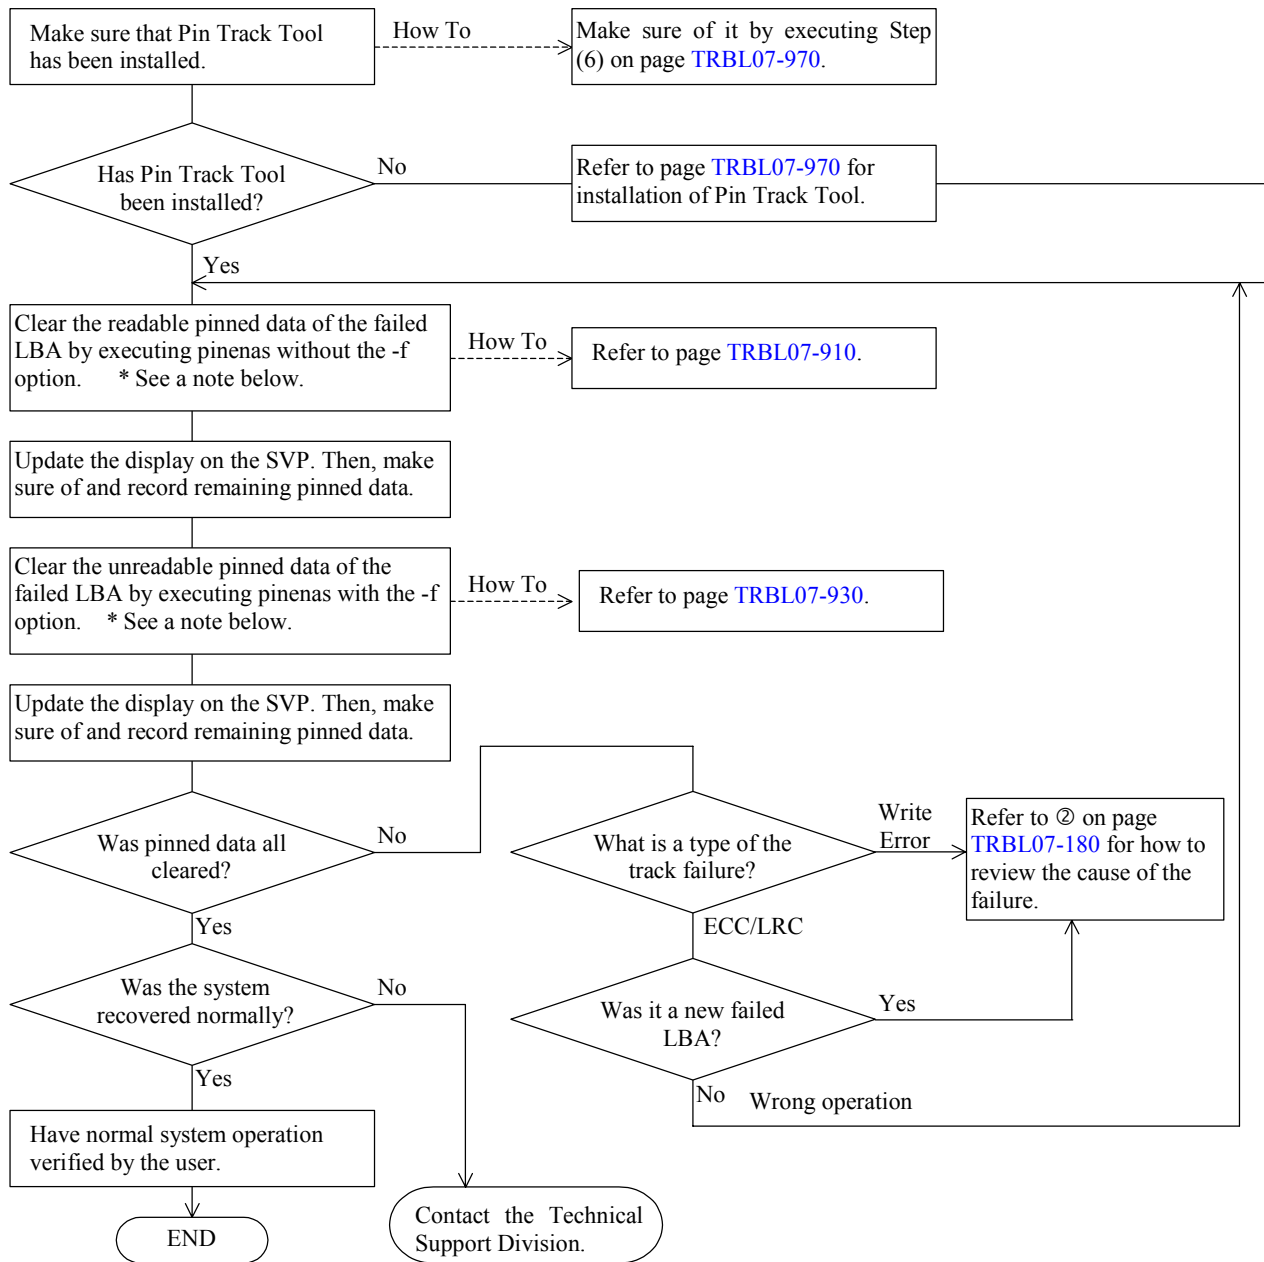 Make sure that Pin Track Tool
has been installed.
How To
Make sure of it by executing Step
(6) on page TRBL07-970.
Has Pin Track Tool
been installed?
No
Refer to page TRBL07-970 for
installation of Pin Track Tool.
Yes
Clear the readable pinned data of the failed
LBA by executing pinenas without the -f
option. * See a note below.
How To
Refer to page TRBL07-910.
Update the display on the SVP. Then, make
sure of and record remaining pinned data.
Clear the unreadable pinned data of the
failed LBA by executing pinenas with the -f
option. * See a note below.
How To
Refer to page TRBL07-930.
Update the display on the SVP. Then, make
sure of and record remaining pinned data.
Was pinned data all
cleared?
No
What is a type of the
track failure?
Write
Error
Refer to ② on page
TRBL07-180 for how to
review the cause of the
failure.
Yes
ECC/LRC
Was the system
recovered normally?
No
Was it a new failed
LBA?
Yes
Yes
No
Wrong operation
Have normal system operation
verified by the user.
END
Contact the Technical
Support Division.